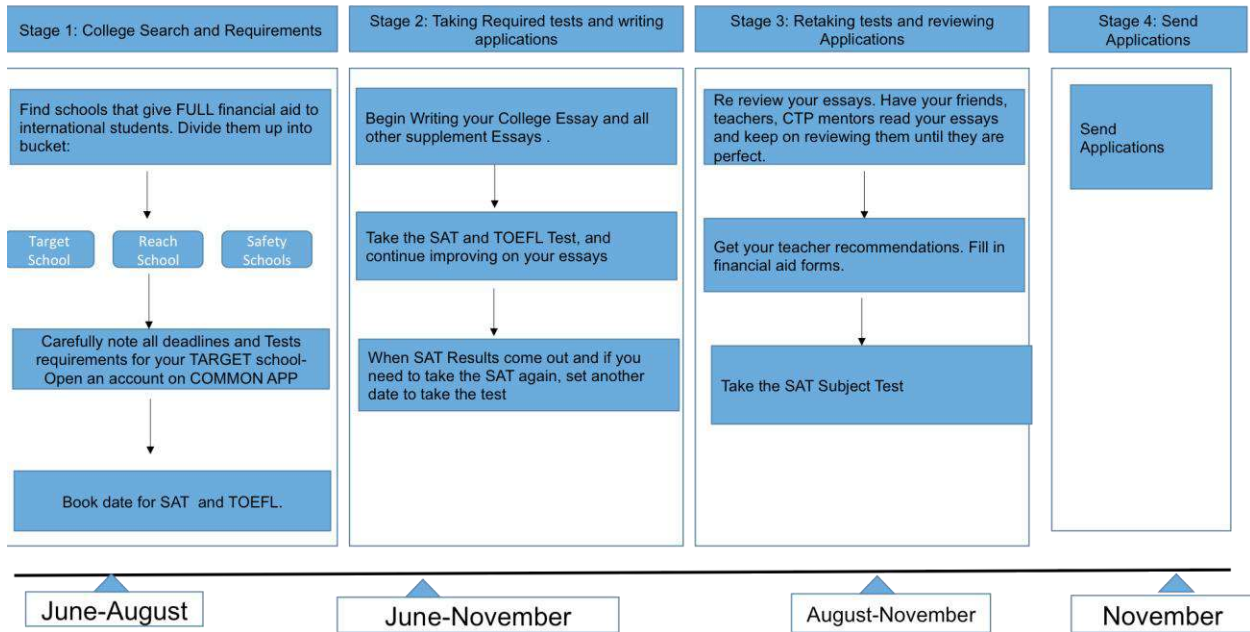 Stage 1: College Search and Requirements
Stage 2: Taking Required tests and writing
applications
Stage 3: Retaking tests and reviewing
Applications
Stage 4: Send
Applications
Find schools that give FULL financial aid to
international students. Divide them up into
bucket:
Target
School
Reach
School
Safety
Schools
Carefully note all deadlines and Tests
requirements for your TARGET school-
Open an account on COMMON APP
Book date for SAT and TOEFL.
Begin Writing your College Essay and all
other supplement Essays .
Take the SAT and TOEFL Test, and
continue improving on your essays
When SAT Results come out and if you
need to take the SAT again, set another
date to take the test
Re review your essays. Have your friends,
teachers, CTP mentors read your essays
and keep on reviewing them until they are
perfect.
Get your teacher recommendations. Fill in
financial aid forms.
Take the SAT Subject Test
Send
Applications
June-August
June-November
August-November
November